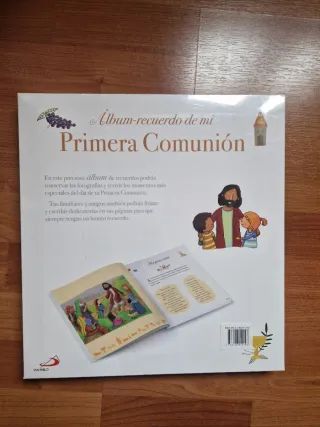 Álbum-recuerdo de mi
Primera Comunión
En este precioso álbum de recuerdos podrás
conservar las fotografías y revivir los momentos más
especiales del día de tu Primera Comunión.
Tus familiares y amigos también podrán firmar
y escribir dedicatorias en sus páginas para que
siempre tengas un bonito recuerdo.
SAN PABLO